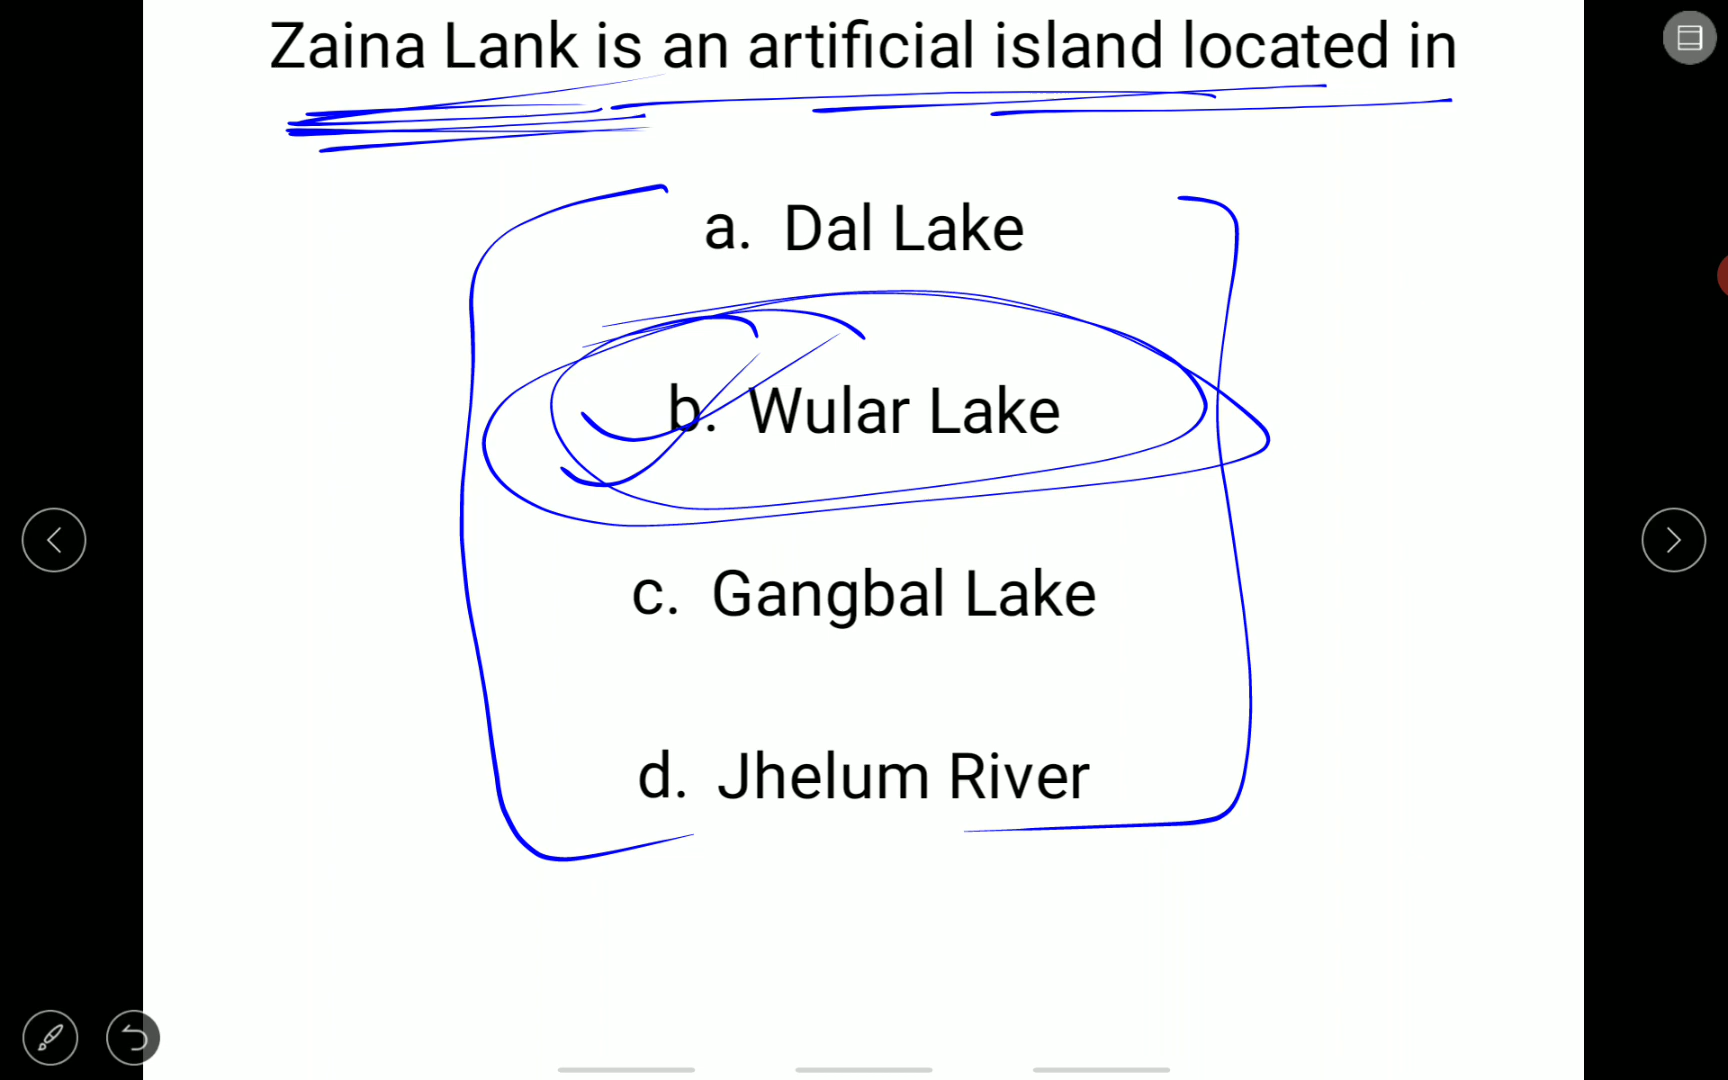 Zaina Lank is an artificial island located in
a. Dal Lake
b. Wular Lake
c. Gangbal Lake
d. Jhelum River